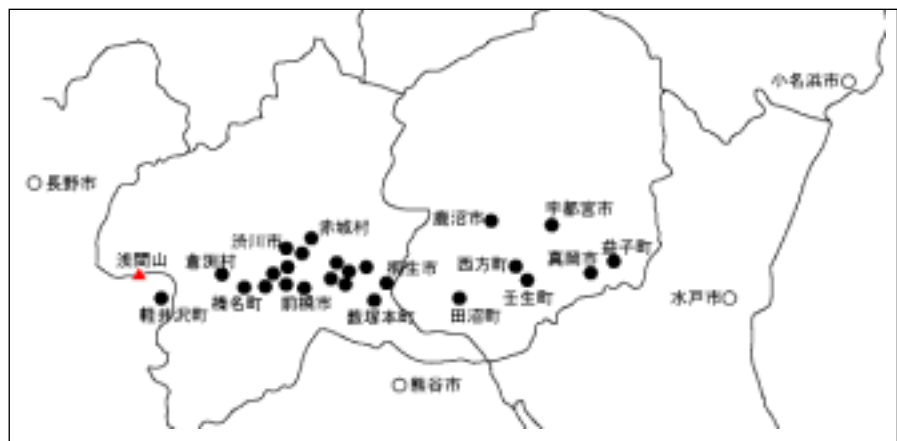 小名浜市
長野市
鹿沼市
宇都宮市
赤城村
渋川市
浅間山
倉渕村
桐生市
西方町
真岡市
益子町
軽井沢町
榛名町
前橋市
藪塚本町
田沼町
壬生町
水戸市
熊谷市